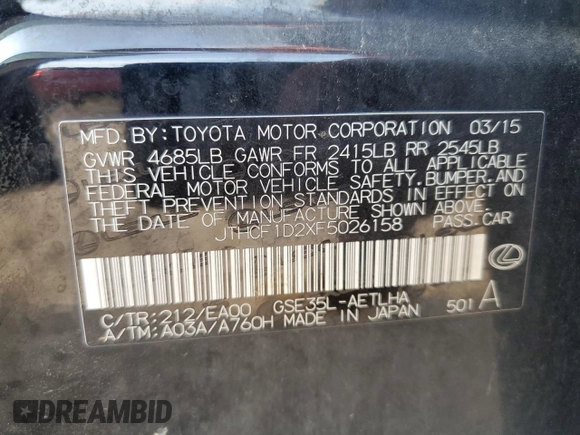 MFD.BY:TOYOTA MOTOR CORPORATION 03/15
GVWR 4685LB GAWR FR 2415LB RR 2545LB
THIS VEHICLE CONFORMS TO ALL APPLICABLE
FEDERAL MOTOR VEHICLE SAFETY,BUMPER,AND
THEFT PREVENTION STANDARDS IN EFFECT ON
THE DATE OF MANUFACTURE SHOWN ABOVE.
JTHCF1D2XF5026158 PASS.CAR
C/TR:212/EA00 GSE35L-AETLHA
A/TM:A03A/A760H MADE IN JAPAN 501 A
DREAMBID